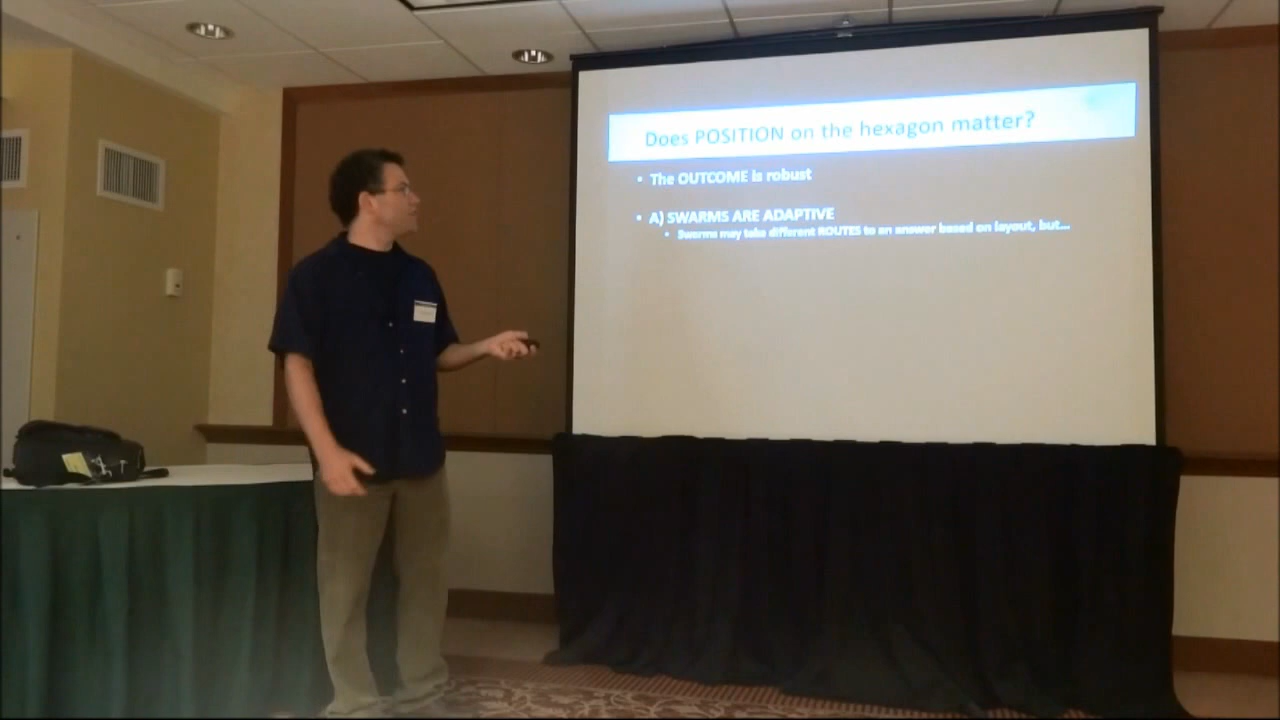 Does POSITION on the hexagon matter?
• The OUTCOME is robust
• A) SWARMS ARE ADAPTIVE
• Swarms may take different ROUTES to an answer based on layout, but...